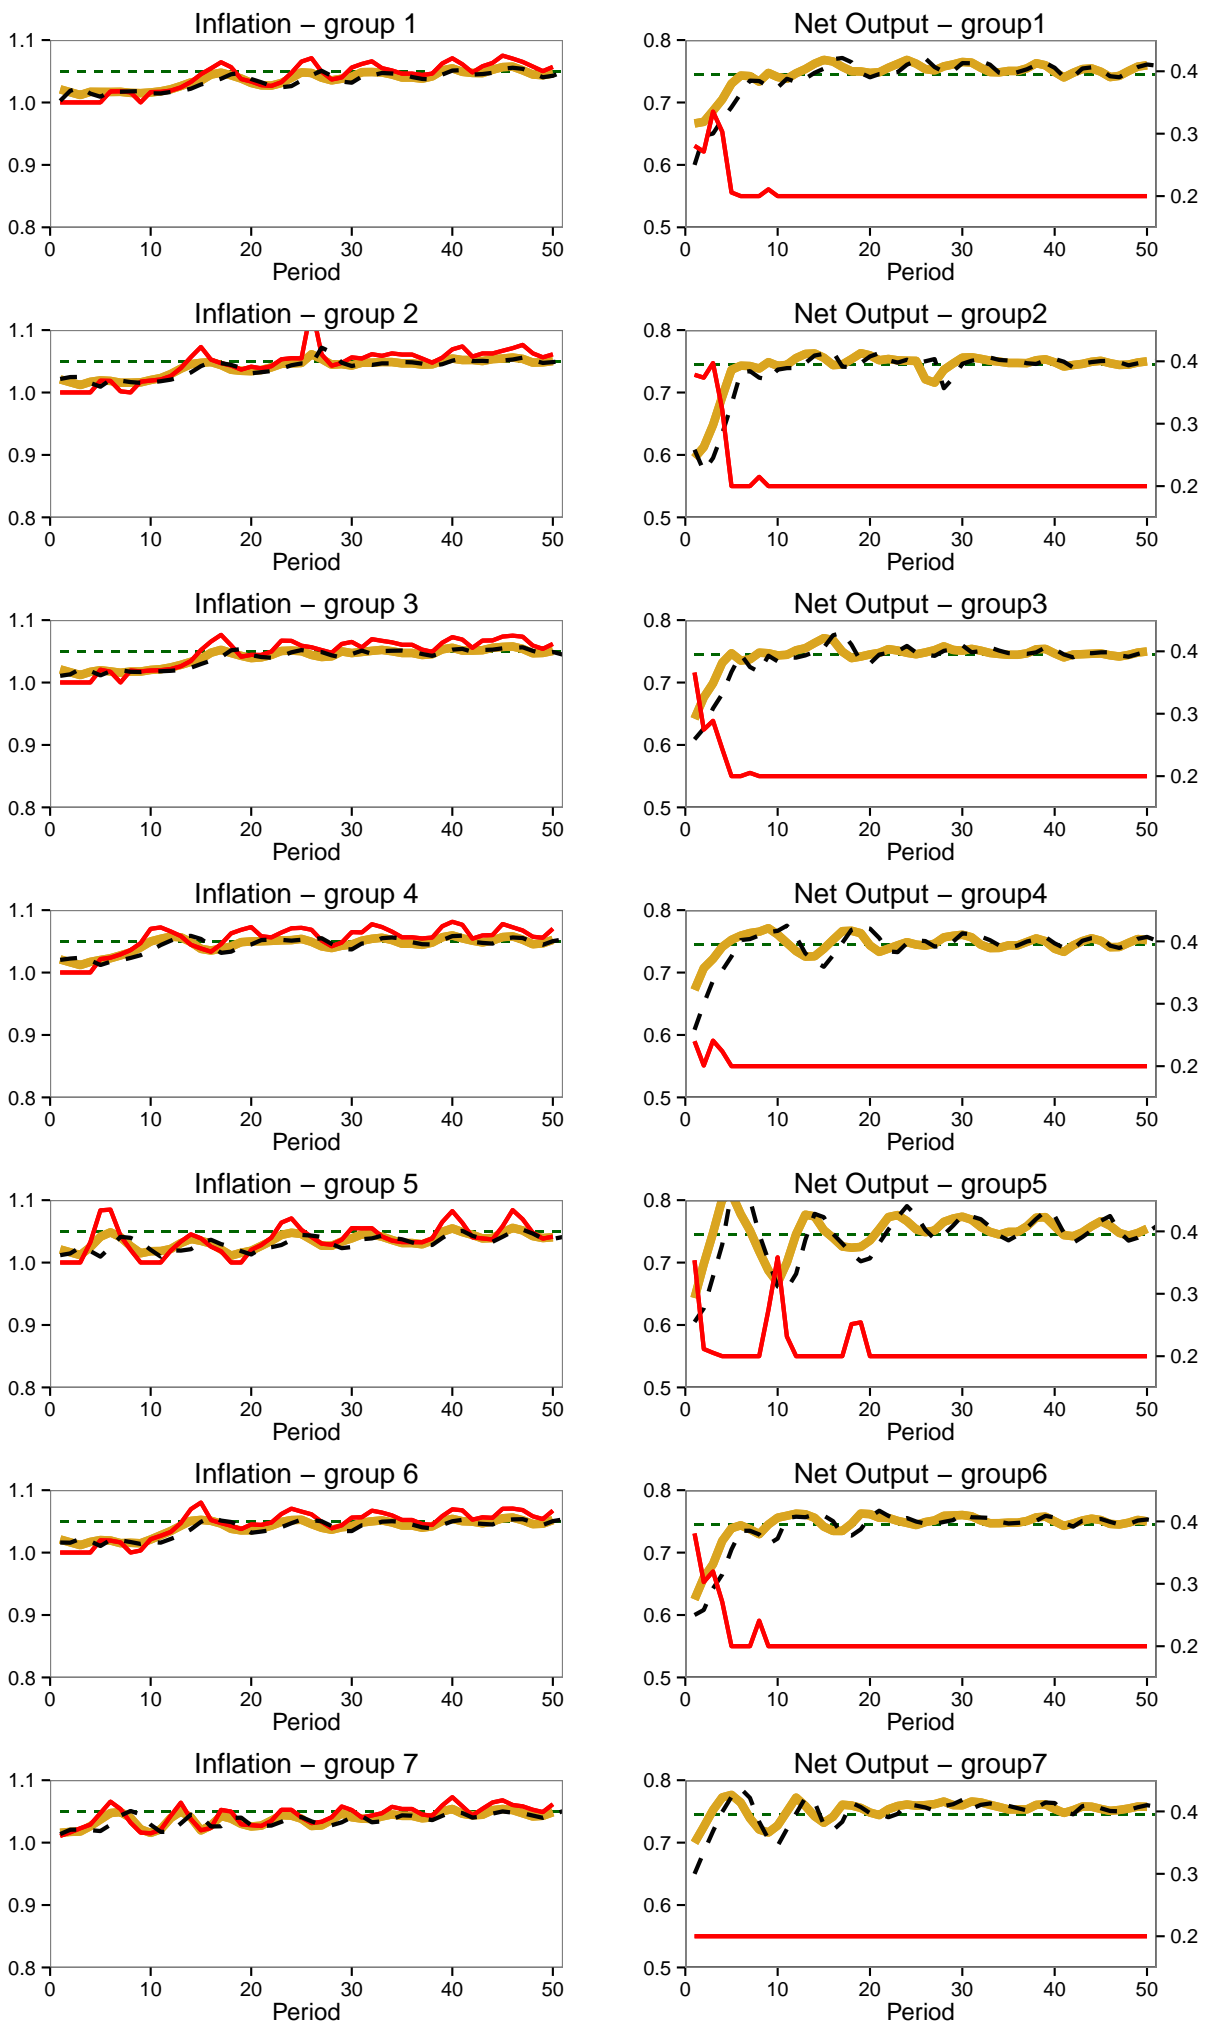 Inflation – group 1
Net Output – group1
1.1
1.0
0.9
0.8
0 10 20 30 40 50
Period
0.8
0.7
0.6
0.5
0.4
0.3
0.2
0 10 20 30 40 50
Period
Inflation – group 2
Net Output – group2
1.1
1.0
0.9
0.8
0 10 20 30 40 50
Period
0.8
0.7
0.6
0.5
0.4
0.3
0.2
0 10 20 30 40 50
Period
Inflation – group 3
Net Output – group3
1.1
1.0
0.9
0.8
0 10 20 30 40 50
Period
0.8
0.7
0.6
0.5
0.4
0.3
0.2
0 10 20 30 40 50
Period
Inflation – group 4
Net Output – group4
1.1
1.0
0.9
0.8
0 10 20 30 40 50
Period
0.8
0.7
0.6
0.5
0.4
0.3
0.2
0 10 20 30 40 50
Period
Inflation – group 5
Net Output – group5
1.1
1.0
0.9
0.8
0 10 20 30 40 50
Period
0.8
0.7
0.6
0.5
0.4
0.3
0.2
0 10 20 30 40 50
Period
Inflation – group 6
Net Output – group6
1.1
1.0
0.9
0.8
0 10 20 30 40 50
Period
0.8
0.7
0.6
0.5
0.4
0.3
0.2
0 10 20 30 40 50
Period
Inflation – group 7
Net Output – group7
1.1
1.0
0.9
0.8
0 10 20 30 40 50
Period
0.8
0.7
0.6
0.5
0.4
0.3
0.2
0 10 20 30 40 50
Period